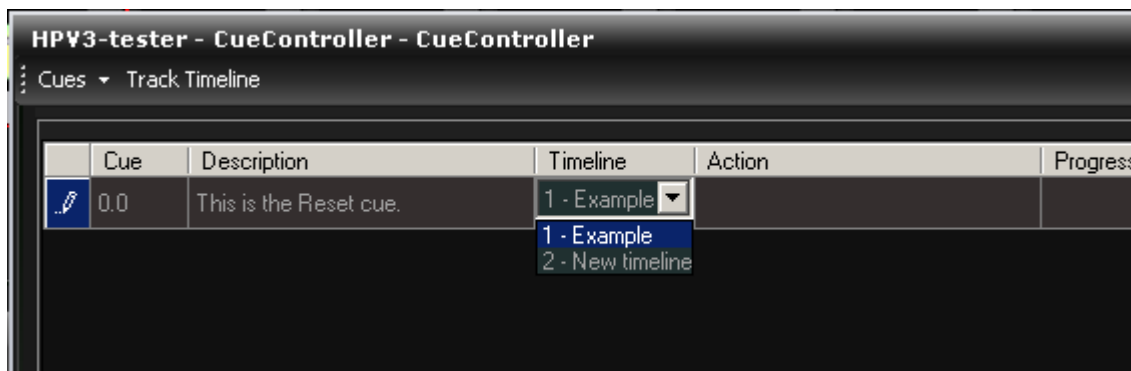 HPV3-tester - CueController - CueController
Cues Track Timeline
Cue Description Timeline Action Progress
0.0 This is the Reset cue. 1 - Example
1 - Example
2 - New timeline